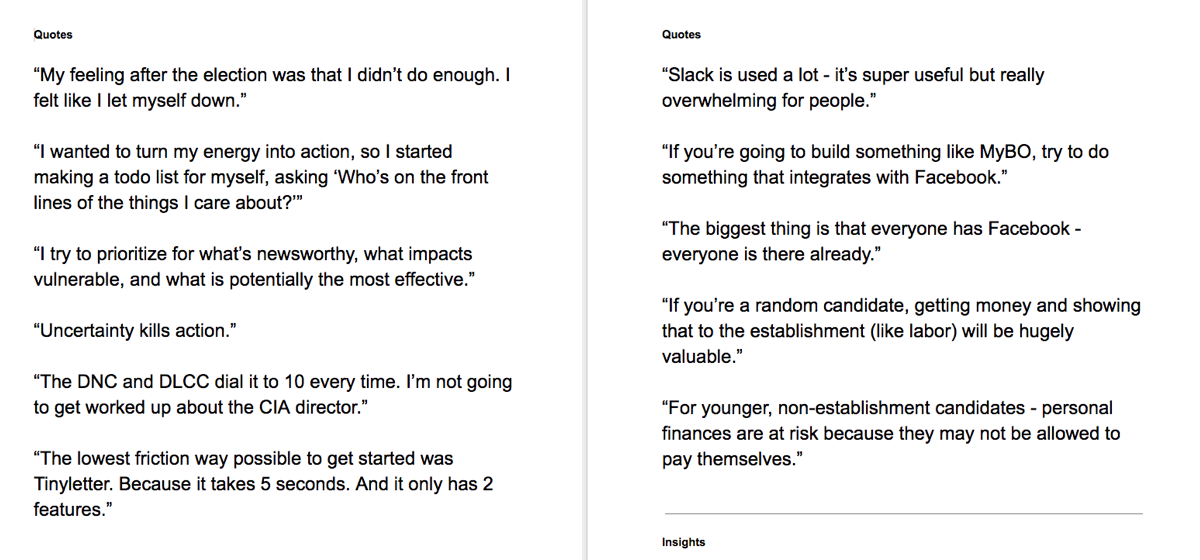 Quotes
“My feeling after the election was that I didn’t do enough. I
felt like I let myself down.”
“I wanted to turn my energy into action, so I started
making a todo list for myself, asking ‘Who’s on the front
lines of the things I care about?’”
“I try to prioritize for what’s newsworthy, what impacts
vulnerable, and what is potentially the most effective.”
“Uncertainty kills action.”
“The DNC and DLCC dial it to 10 every time. I’m not going
to get worked up about the CIA director.”
“The lowest friction way possible to get started was
Tinyletter. Because it takes 5 seconds. And it only has 2
features.”
Quotes
“Slack is used a lot - it’s super useful but really
overwhelming for people.”
“If you’re going to build something like MyBO, try to do
something that integrates with Facebook.”
“The biggest thing is that everyone has Facebook -
everyone is there already.”
“If you’re a random candidate, getting money and showing
that to the establishment (like labor) will be hugely
valuable.”
“For younger, non-establishment candidates - personal
finances are at risk because they may not be allowed to
pay themselves.”
Insights